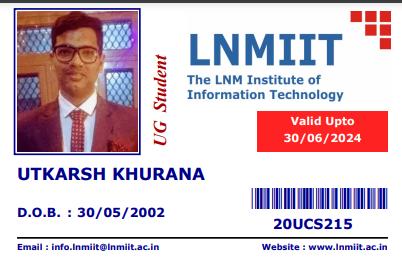 LNMIIT
The LNM Institute of
Information Technology
UG Student
Valid Upto
30/06/2024
UTKARSH KHURANA
D.O.B. : 30/05/2002
20UCS215
Email : info.lnmiit@lnmiit.ac.in
Website : www.lnmiit.ac.in